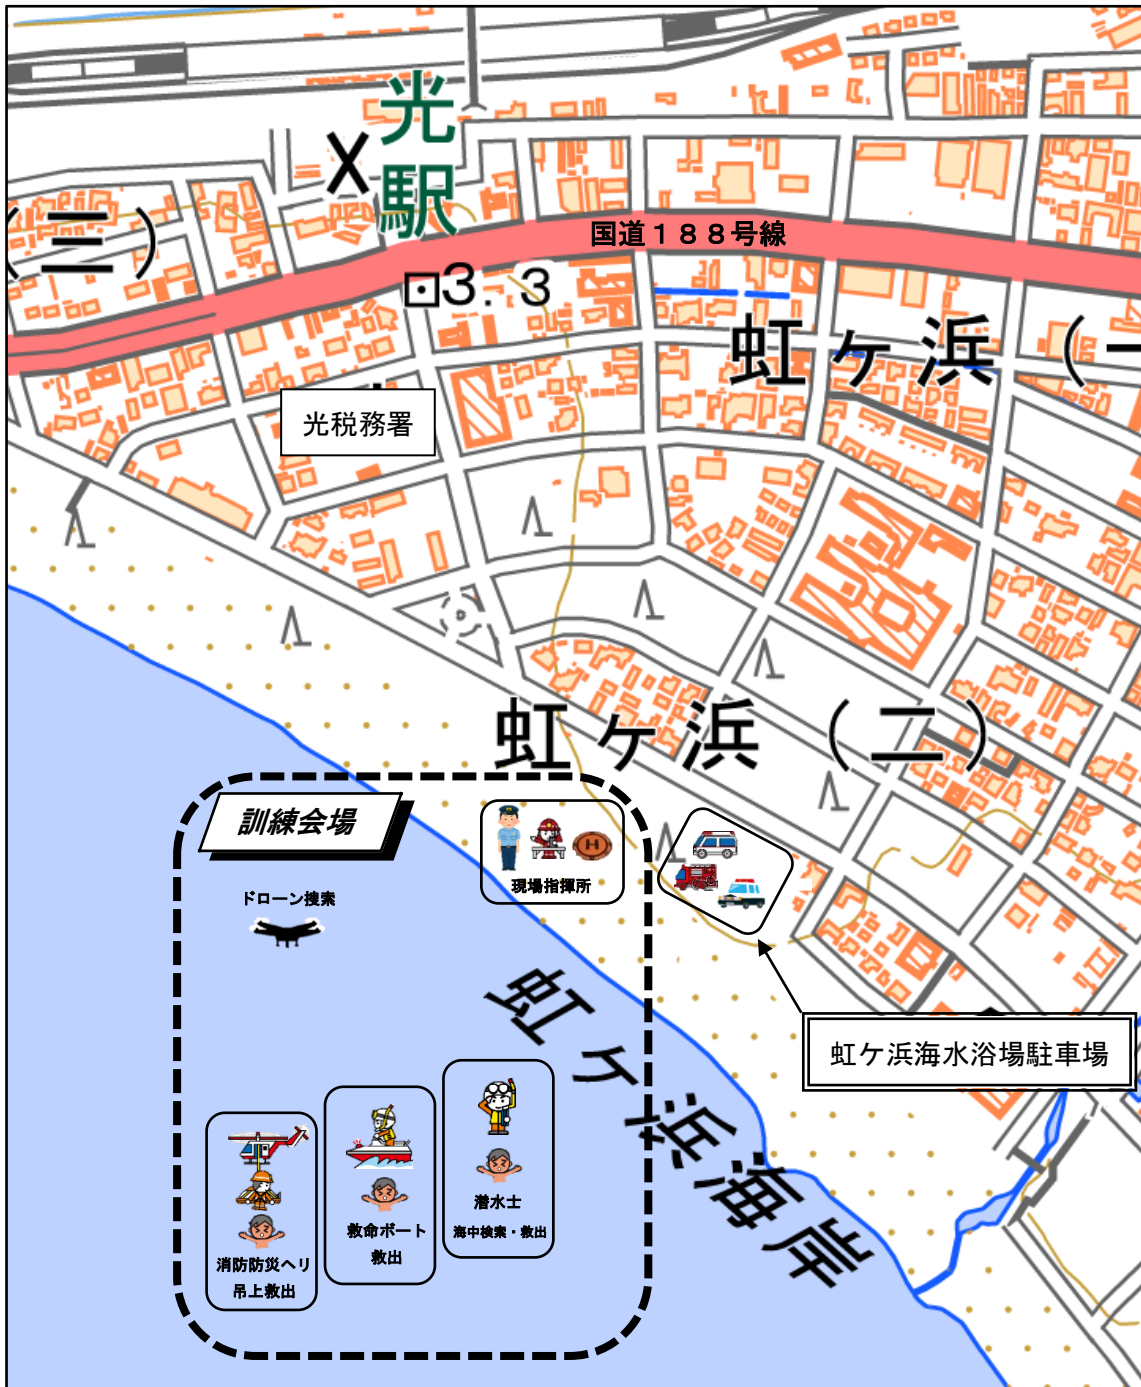 光駅
国道１８８号線
（三）
3.3
虹ヶ浜（一
光税務署
虹ヶ浜（二）
訓練会場
現場指揮所
ドローン捜索
虹ヶ浜海岸
虹ケ浜海水浴場駐車場
潜水士
海中検索・救出
救命ボート
救出
消防防災ヘリ
吊上救出
H